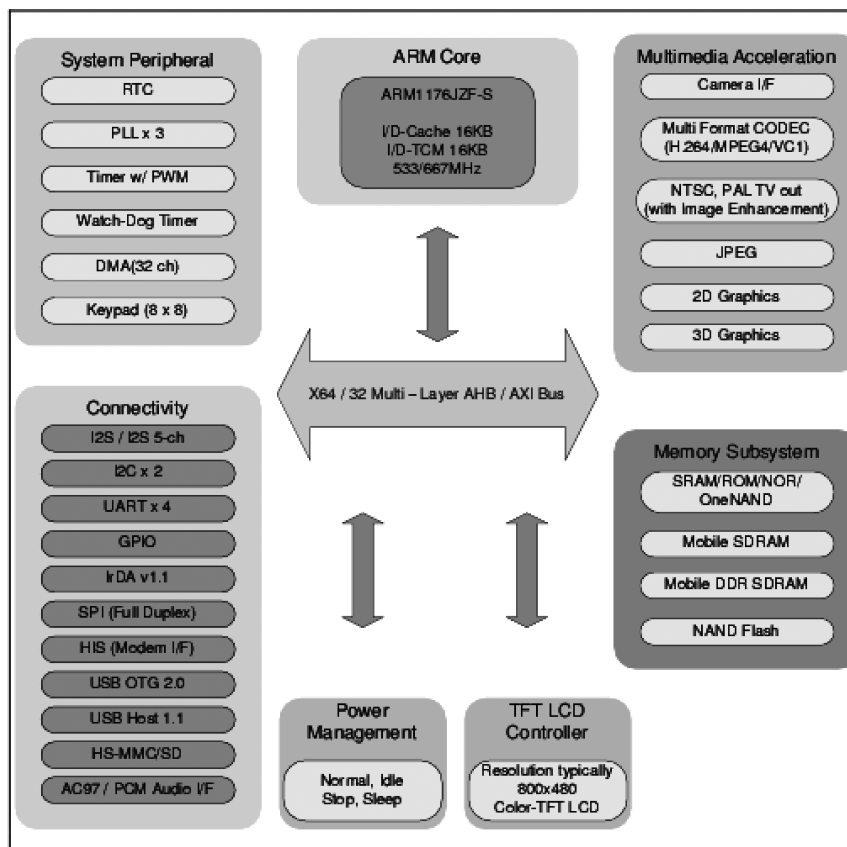 System Peripheral
RTC
PLL x 3
Timer w/ PWM
Watch-Dog Timer
DMA(32 ch)
Keypad (8 x 8)
ARM Core
ARM1176JZF-S
I/D-Cache 16KB
I/D-TCM 16KB
533/667MHz
Multimedia Acceleration
Camera I/F
Multi Format CODEC
(H.264/MPEG4/VC1)
NTSC, PAL TV out
(with Image Enhancement)
JPEG
2D Graphics
3D Graphics
X64 / 32 Multi – Layer AHB / AXI Bus
Connectivity
I2S / I2S 5-ch
I2C x 2
UART x 4
GPIO
IrDA v1.1
SPI (Full Duplex)
HIS (Modem I/F)
USB OTG 2.0
USB Host 1.1
HS-MMC/SD
AC97 / PCM Audio I/F
Memory Subsystem
SRAM/ROM/NOR/
OneNAND
Mobile SDRAM
Mobile DDR SDRAM
NAND Flash
Power
Management
Normal, Idle
Stop, Sleep
TFT LCD
Controller
Resolution typically
800x480
Color-TFT LCD